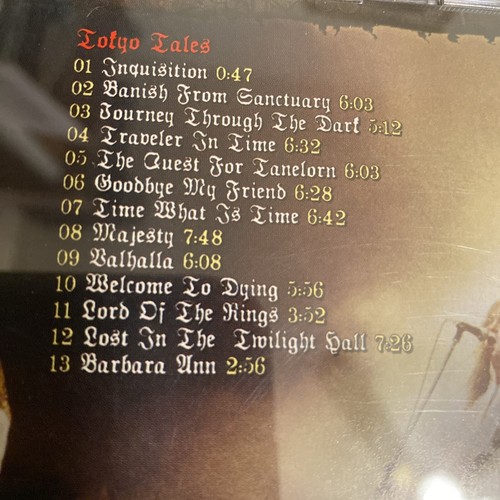 Tokyo Tales
01 Inquisition 0:47
02 Banish From Sanctuary 6:03
03 Journey Through The Dark 5:12
04 Traveler In Time 6:32
05 The Quest For Tanelorn 6:03
06 Goodbye My Friend 6:28
07 Time What Is Time 6:42
08 Majesty 7:48
09 Valhalla 6:08
10 Welcome To Dying 5:56
11 Lord Of The Rings 3:52
12 Lost In The Twilight Hall 7:26
13 Barbara Ann 2:56